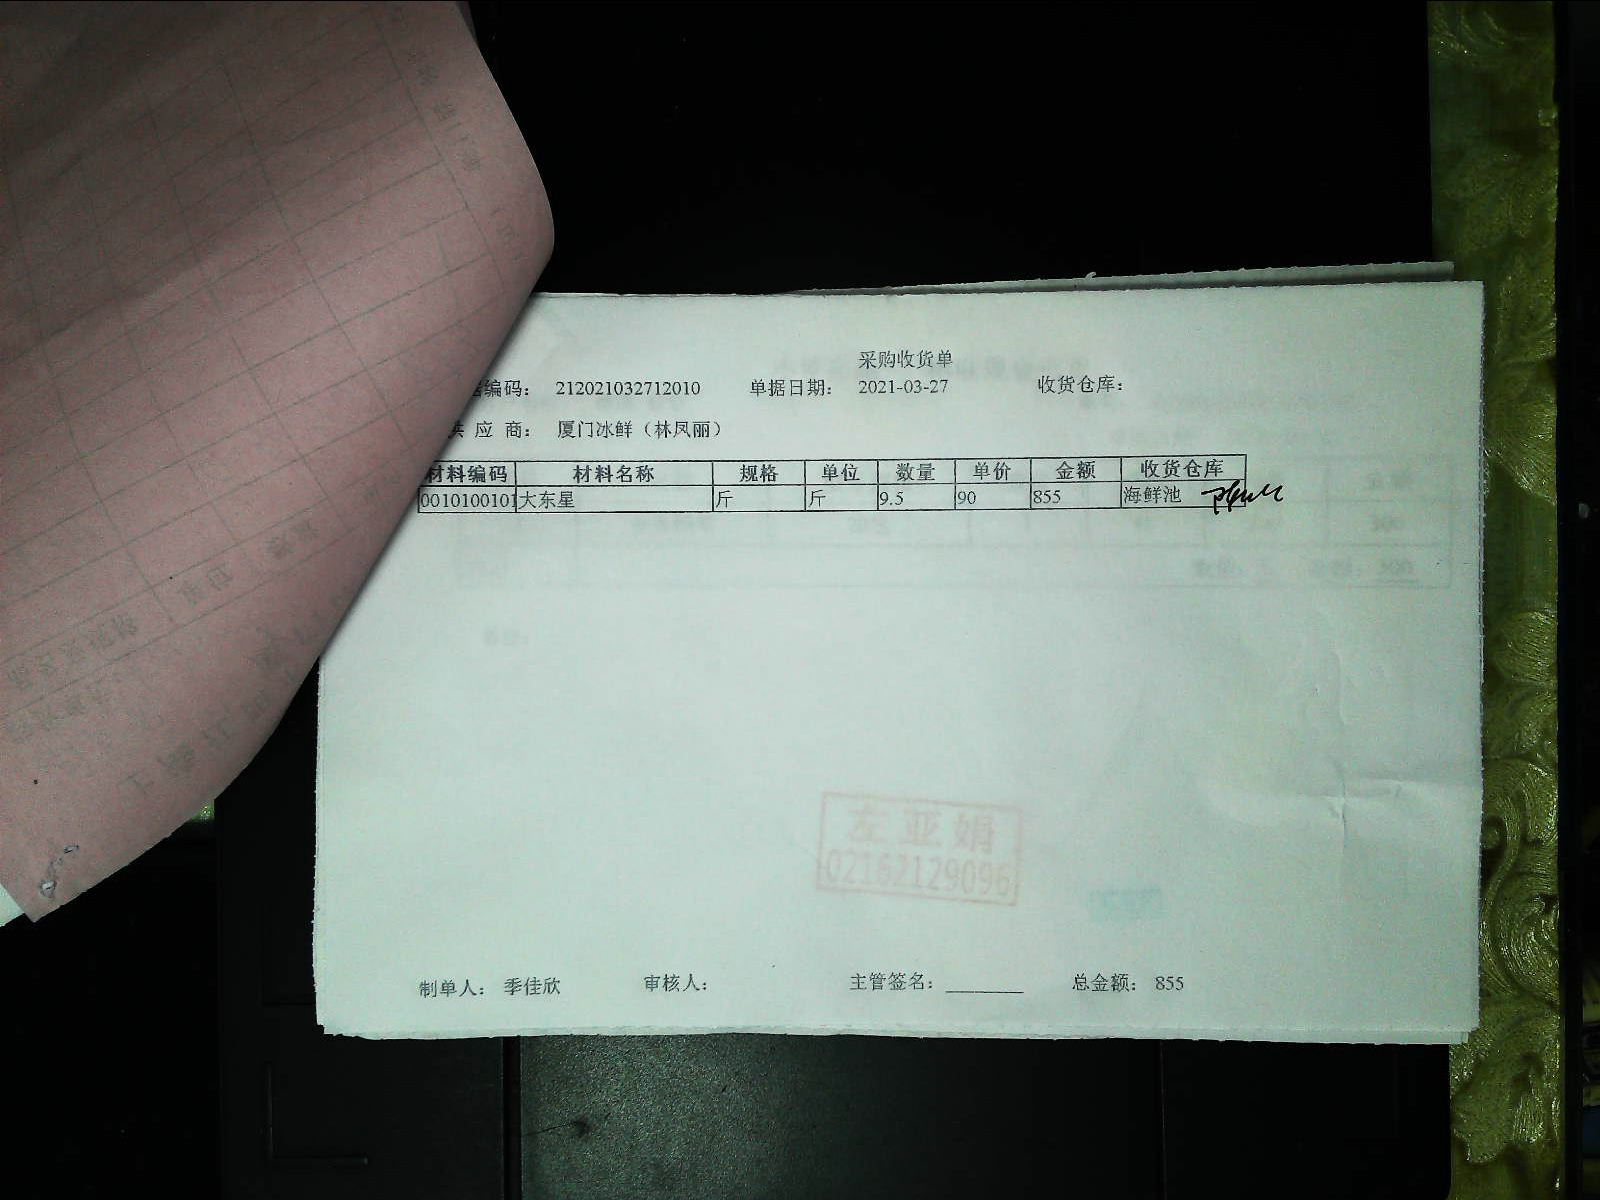 采购收货单
编码： 212021032712010 单据日期： 2021-03-27 收货仓库：
供 应 商： 厦门冰鲜（林凤丽）
材料编码 材料名称 规格 单位 数量 单价 金额 收货仓库
0010100101 大东星 斤 斤 9.5 90 855 海鲜池
左亚娟
02162129096
制单人： 季佳欣 审核人： 主管签名： ________ 总金额： 855